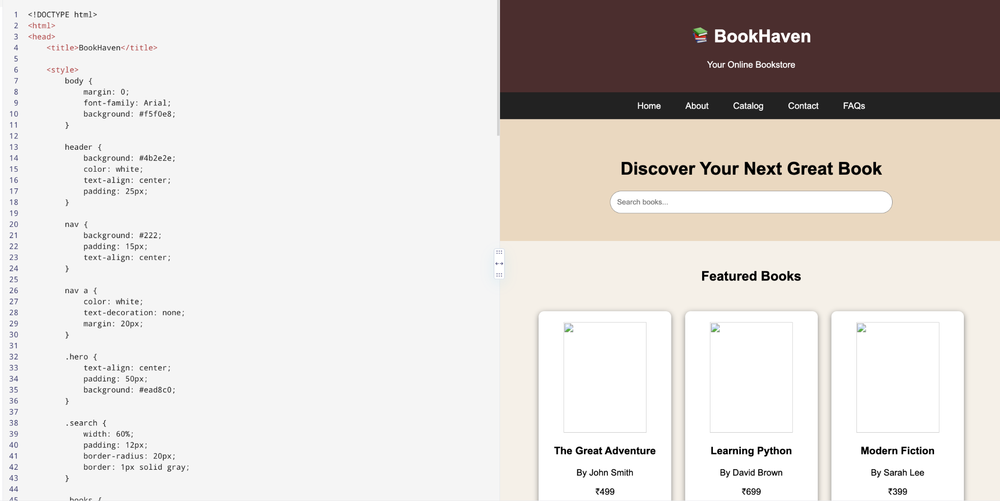 1 <!DOCTYPE html>
2 <html>
3 <head>
4 <title>BookHaven</title>
5
6 <style>
7 body {
8 margin: 0;
9 font-family: Arial;
10 background: #f5f0e8;
11 }
12
13 header {
14 background: #4b2e2e;
15 color: white;
16 text-align: center;
17 padding: 25px;
18 }
19
20 nav {
21 background: #222;
22 padding: 15px;
23 text-align: center;
24 }
25
26 nav a {
27 color: white;
28 text-decoration: none;
29 margin: 20px;
30 }
31
32 .hero {
33 text-align: center;
34 padding: 50px;
35 background: #ead8c0;
36 }
37
38 .search {
39 width: 60%;
40 padding: 12px;
41 border-radius: 20px;
42 border: 1px solid gray;
43 }
44
45 .books {
BookHaven
Your Online Bookstore
Home About Catalog Contact FAQs
Discover Your Next Great Book
Search books...
Featured Books
The Great Adventure
By John Smith
₹499
Learning Python
By David Brown
₹699
Modern Fiction
By Sarah Lee
₹399